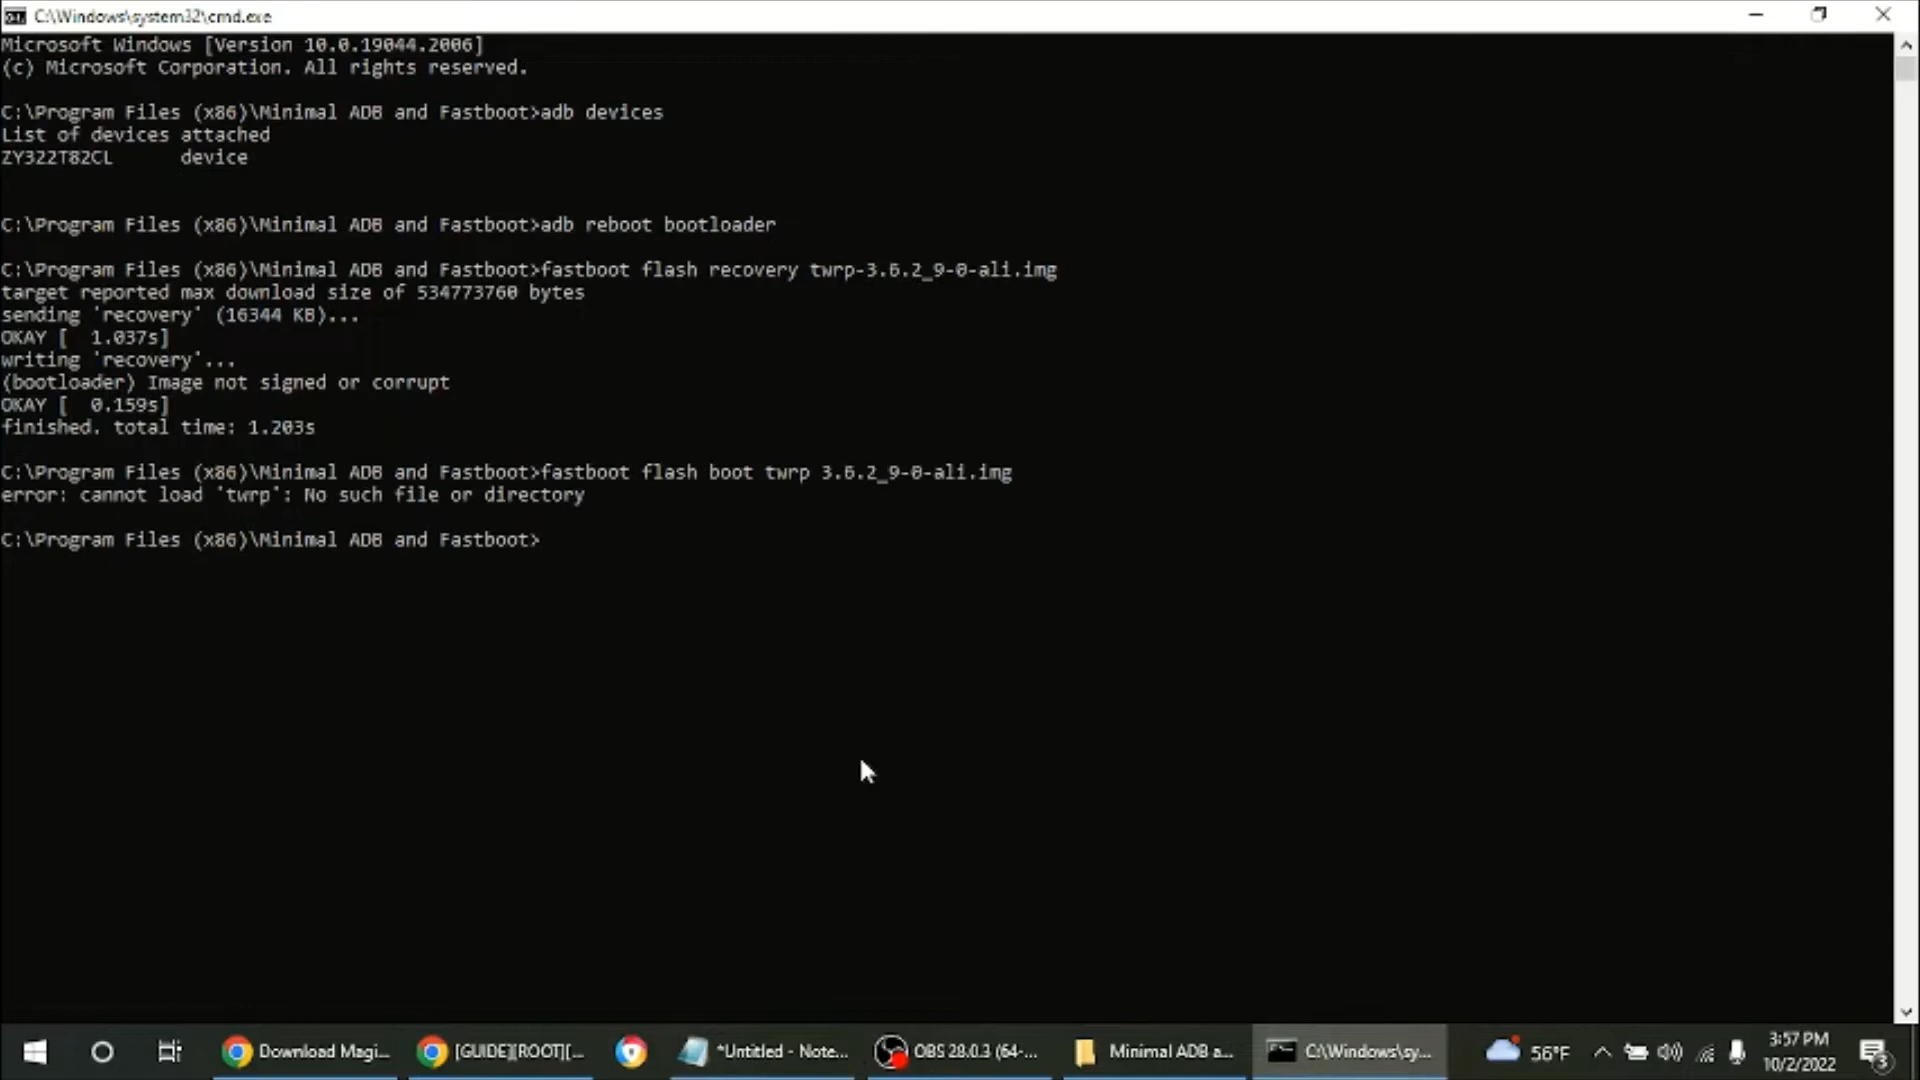 C:\Windows\system32\cmd.exe
Microsoft Windows [Version 10.0.19044.2006]
(c) Microsoft Corporation. All rights reserved.
C:\Program Files (x86)\Minimal ADB and Fastboot>adb devices
List of devices attached
ZY322T82CL device
C:\Program Files (x86)\Minimal ADB and Fastboot>adb reboot bootloader
C:\Program Files (x86)\Minimal ADB and Fastboot>fastboot flash recovery twrp-3.6.2_9-0-ali.img
target reported max download size of 534773760 bytes
sending 'recovery' (16344 KB)...
OKAY [  1.037s]
writing 'recovery'...
(bootloader) Image not signed or corrupt
OKAY [  0.159s]
finished. total time: 1.203s
C:\Program Files (x86)\Minimal ADB and Fastboot>fastboot flash boot twrp 3.6.2_9-0-ali.img
error: cannot load 'twrp': No such file or directory
C:\Program Files (x86)\Minimal ADB and Fastboot>
Download Magi... [GUIDE][ROOT][... *Untitled - Note... OBS 28.0.3 (64-... Minimal ADB a... C:\Windows\sy... 56°F 3:57 PM
10/2/2022 3